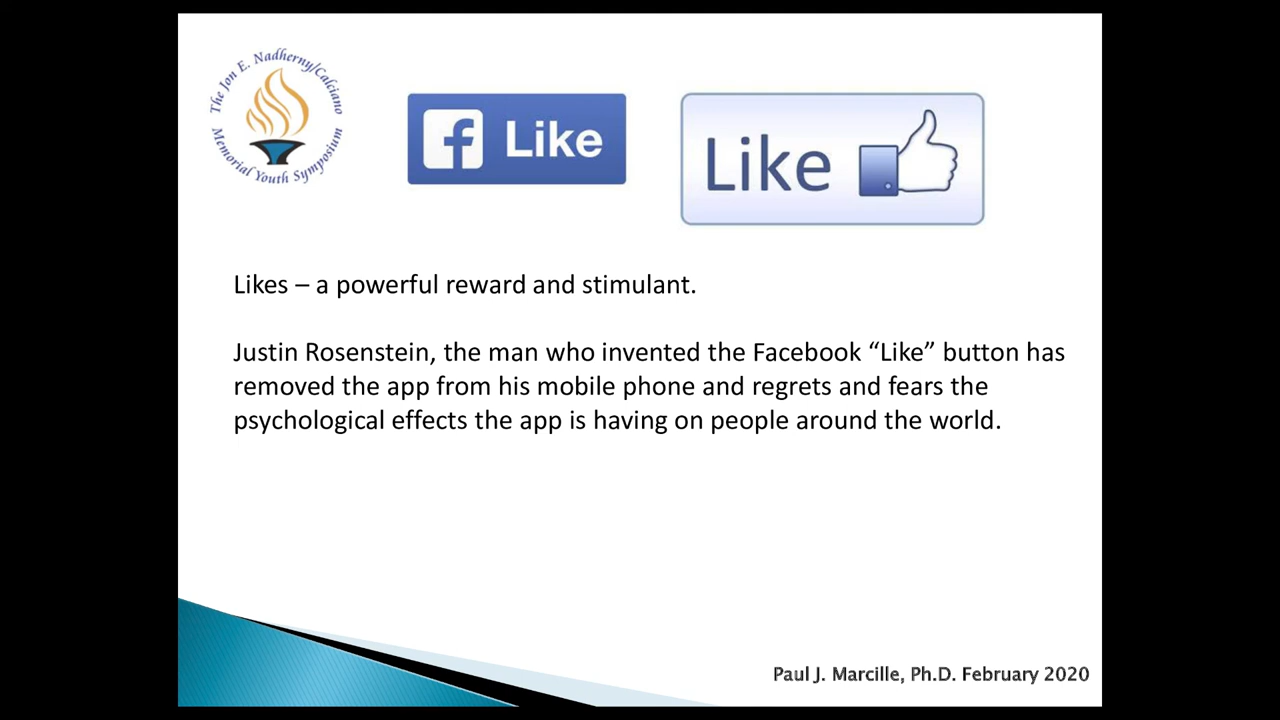 The Jon E. Nadherny/Calciano
Memorial Youth Symposium
f Like
Like
Likes – a powerful reward and stimulant.
Justin Rosenstein, the man who invented the Facebook “Like” button has
removed the app from his mobile phone and regrets and fears the
psychological effects the app is having on people around the world.
Paul J. Marcille, Ph.D. February 2020